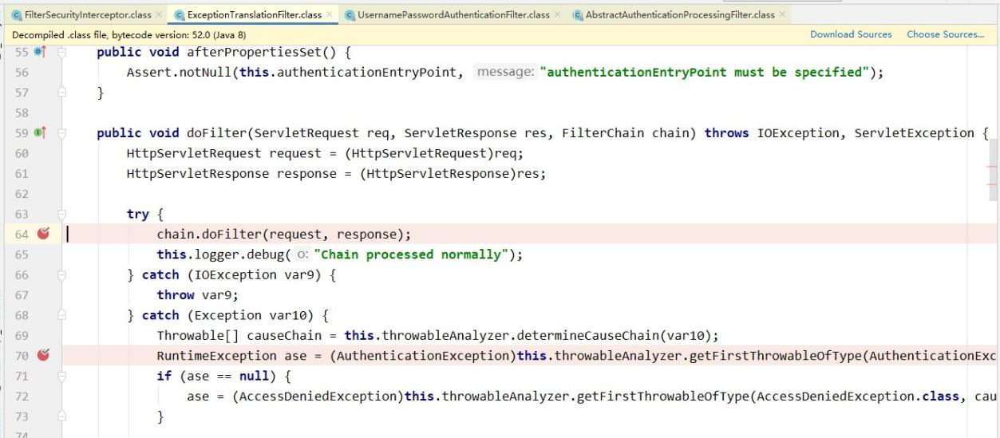 FilterSecurityInterceptor.class × ExceptionTranslationFilter.class × UsernamePasswordAuthenticationFilter.class × AbstractAuthenticationProcessingFilter.class ×
Decompiled .class file, bytecode version: 52.0 (Java 8) Download Sources Choose Sources...
55 public void afterPropertiesSet() {
56 Assert.notNull(this.authenticationEntryPoint, message: "authenticationEntryPoint must be specified");
57 }
58
59 public void doFilter(ServletRequest req, ServletResponse res, FilterChain chain) throws IOException, ServletException {
60 HttpServletRequest request = (HttpServletRequest)req;
61 HttpServletResponse response = (HttpServletResponse)res;
62
63 try {
64 chain.doFilter(request, response);
65 this.logger.debug( o: "Chain processed normally");
66 } catch (IOException var9) {
67 throw var9;
68 } catch (Exception var10) {
69 Throwable[] causeChain = this.throwableAnalyzer.determineCauseChain(var10);
70 RuntimeException ase = (AuthenticationException)this.throwableAnalyzer.getFirstThrowableOfType(AuthenticationExc
71 if (ase == null) {
72 ase = (AccessDeniedException)this.throwableAnalyzer.getFirstThrowableOfType(AccessDeniedException.class, cau
73 }
74